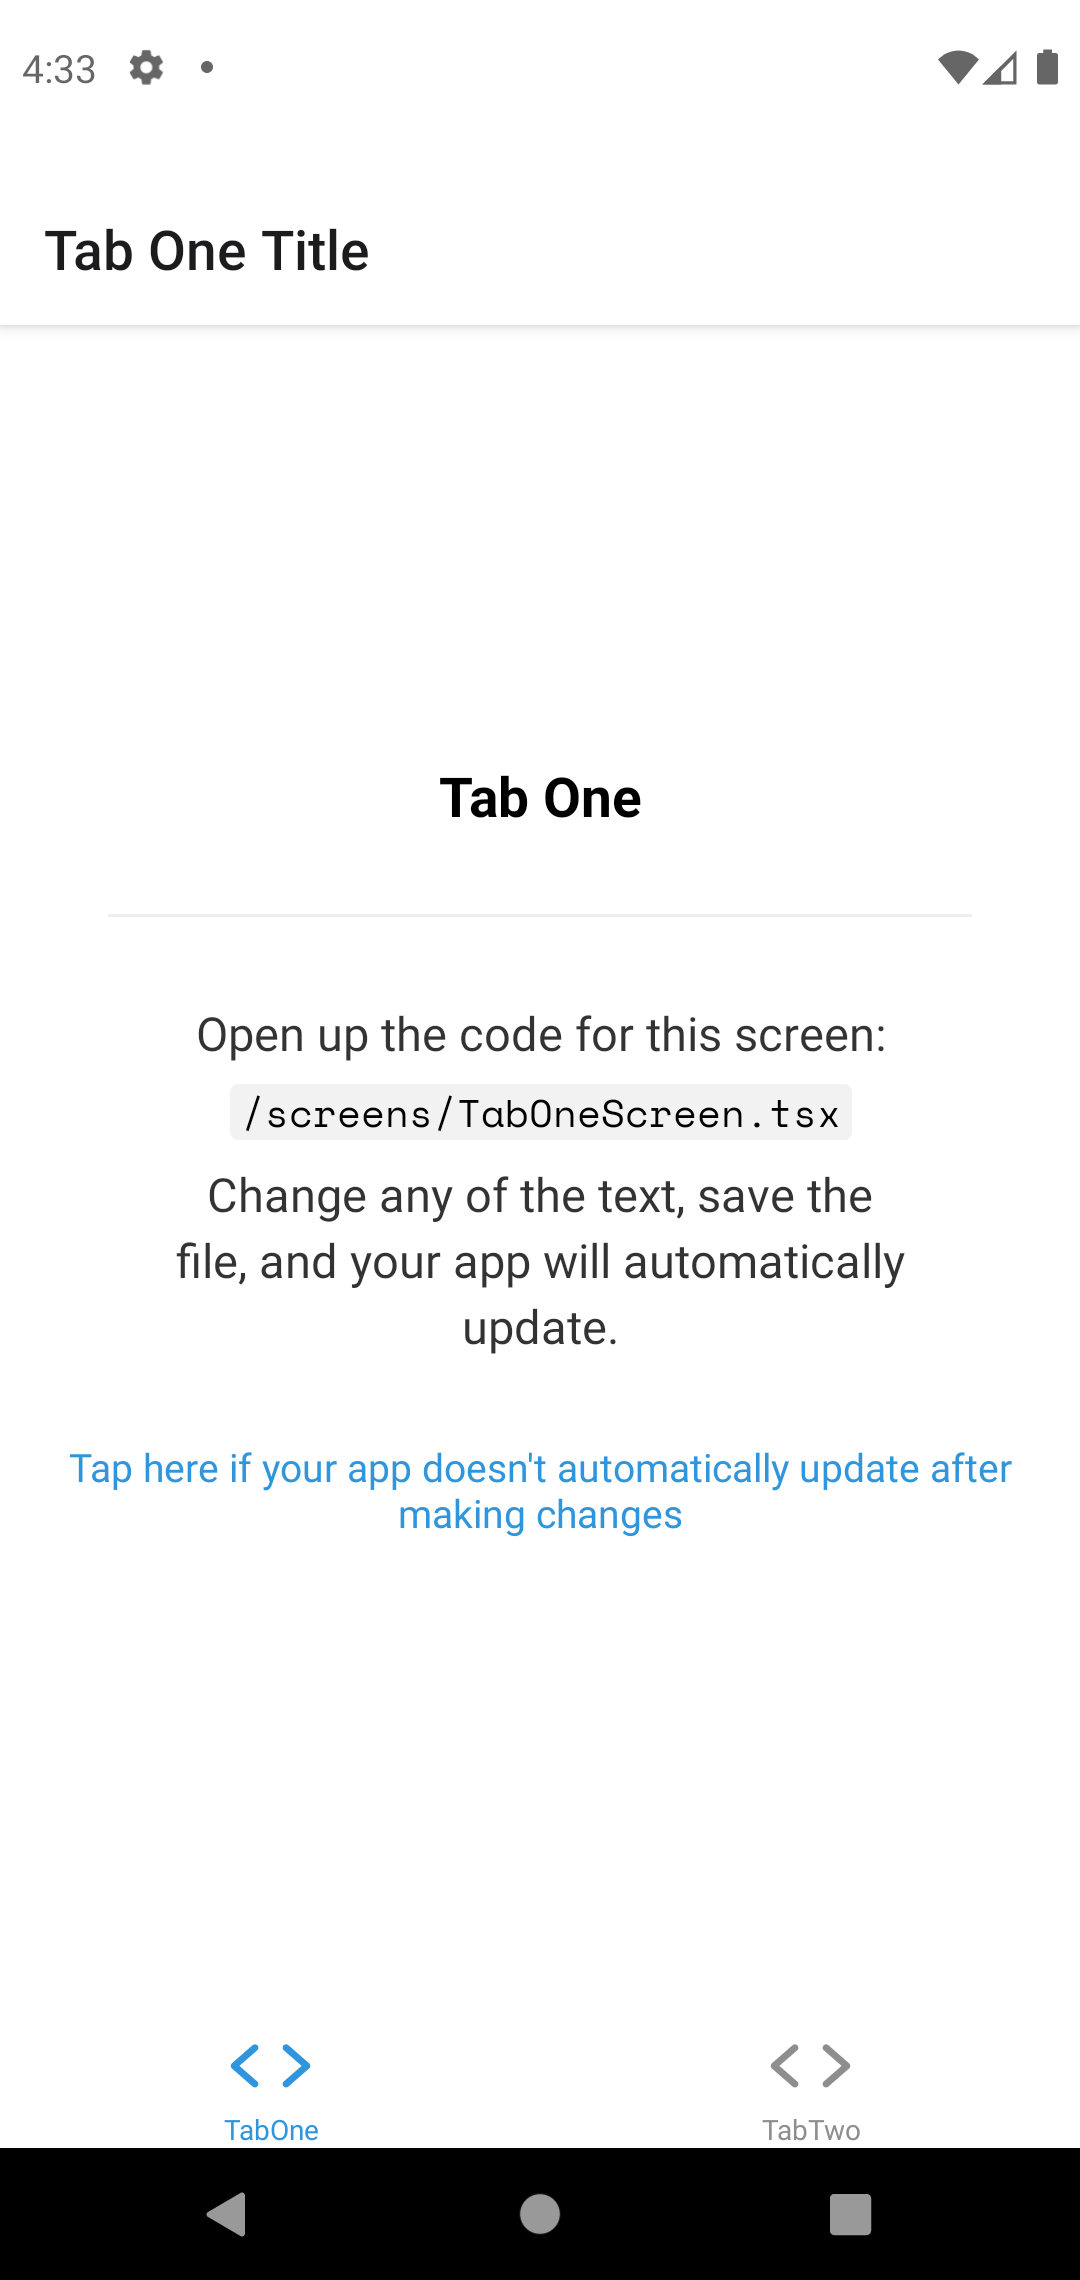 4:33
Tab One Title
Tab One
Open up the code for this screen:
/screens/TabOneScreen.tsx
Change any of the text, save the
file, and your app will automatically
update.
Tap here if your app doesn't automatically update after
making changes
TabOne
TabTwo